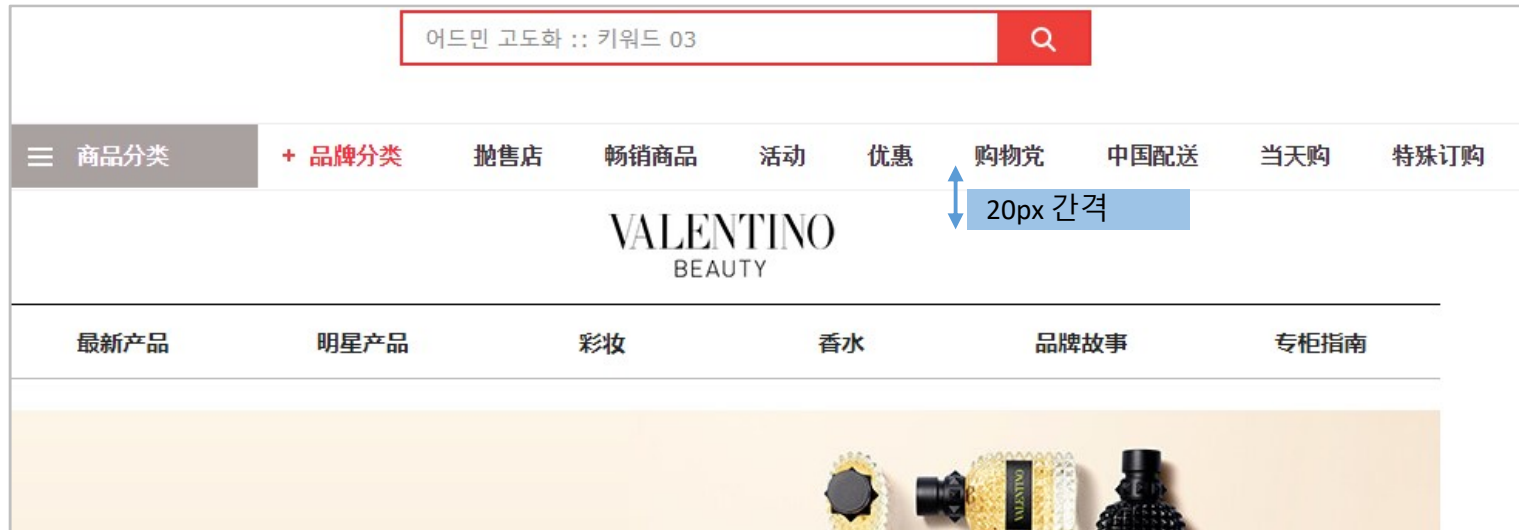 어드민 고도화 :: 키워드 03
商品分类 + 品牌分类 抛售店 畅销商品 活动 优惠 购物党 中国配送 当天购 特殊订购
20px 간격
VALENTINO
BEAUTY
最新产品 明星产品 彩妆 香水 品牌故事 专柜指南
VALENTINO